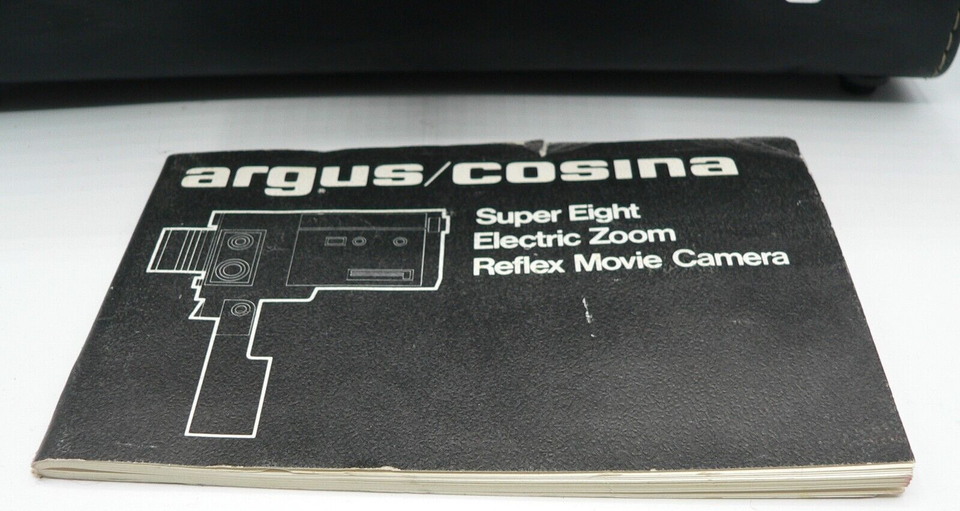 argus/cosina
Super Eight
Electric Zoom
Reflex Movie Camera